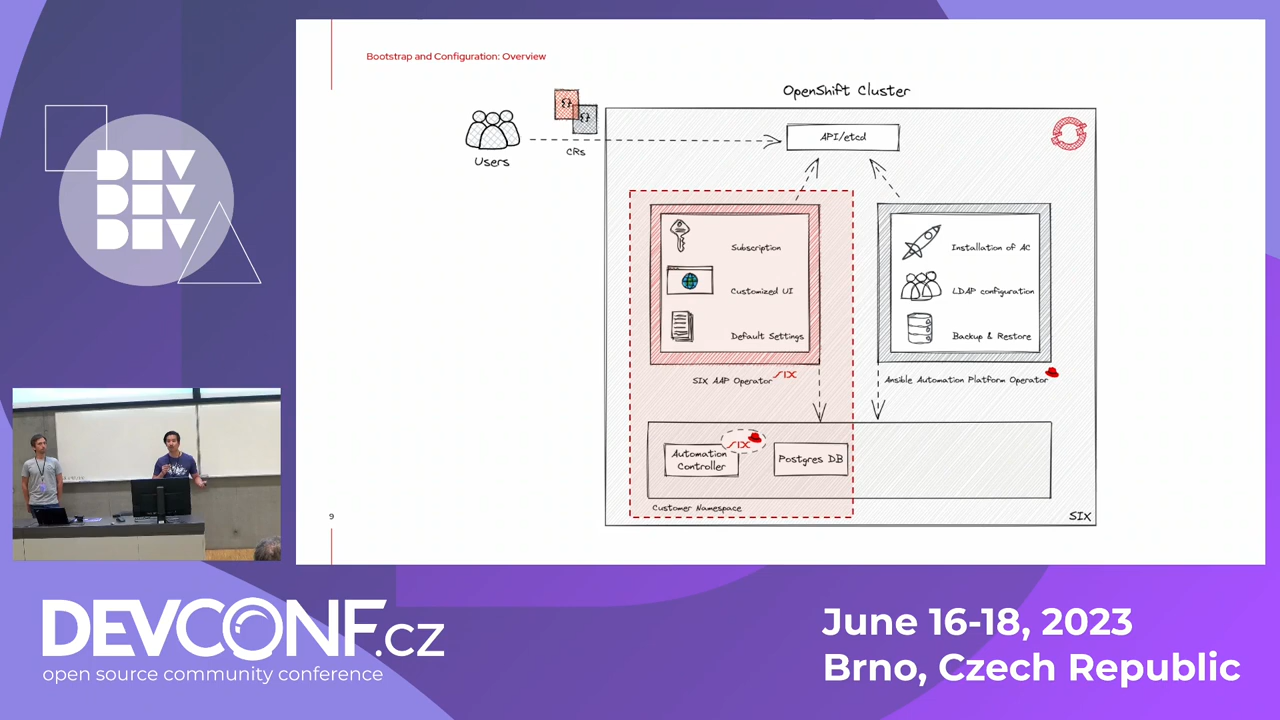 Bootstrap and Configuration: Overview
OpenShift Cluster
API/etcd
CRs
Users
Subscription
Customized UI
Default Settings
SIX AAP Operator
SIX
Installation of AC
LDAP configuration
Backup & Restore
Ansible Automation Platform Operator
SIX
Automation
Controller
Postgres DB
Customer Namespace
SIX
9
DEV
DEV
DEV
DEVCONF.cz
open source community conference
June 16-18, 2023
Brno, Czech Republic